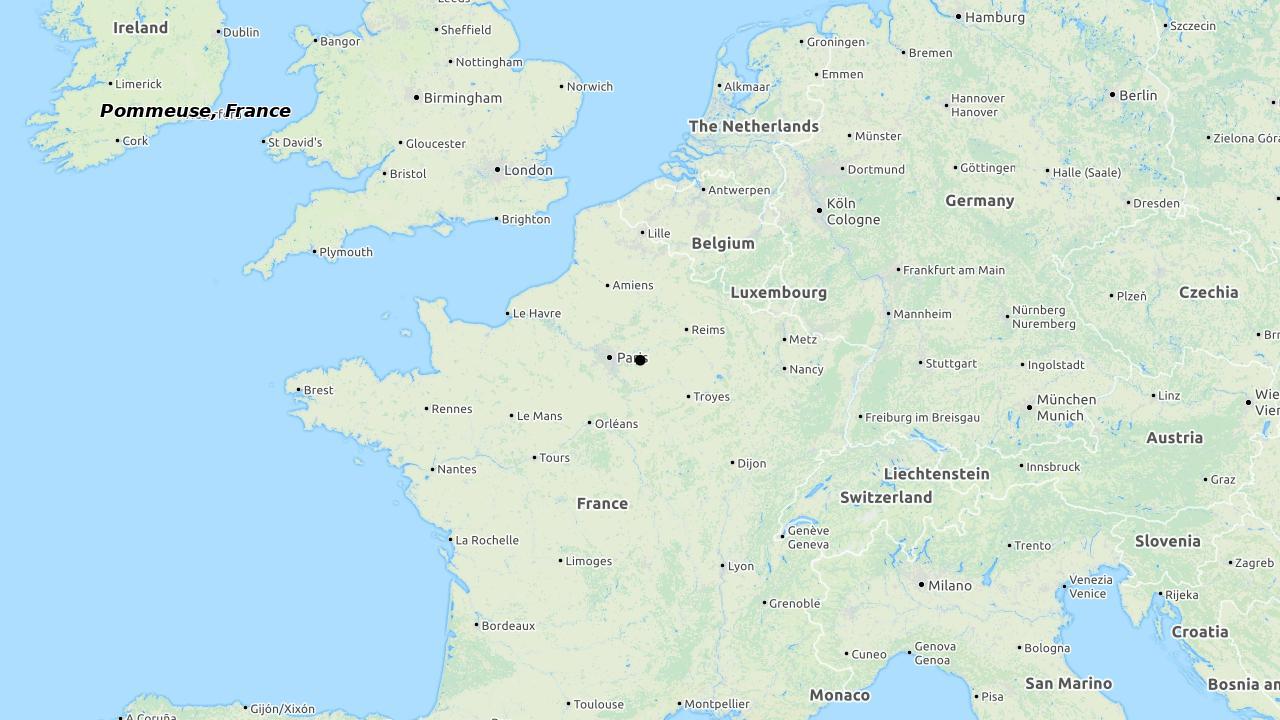 Leeds
Hamburg
Szczecin
Ireland
Dublin
Sheffield
Bangor
Groningen
Bremen
Nottingham
Emmen
Limerick
Norwich
Alkmaar
Birmingham
Berlin
Hannover
Hannover
Pommeuse, France
The Netherlands
Münster
Zielona Góra
Cork
St David's
Gloucester
Göttingen
Dortmund
London
Halle (Saale)
Bristol
Antwerpen
Germany
Köln
Cologne
Dresden
Brighton
Lille
Belgium
Plymouth
Frankfurt am Main
Amiens
Luxembourg
Plzeň
Czechia
Le Havre
Mannheim
Nürnberg
Nuremberg
Reims
Metz
Paris
Stuttgart
Ingolstadt
Nancy
Brest
Troyes
Linz
München
Munich
Rennes
Le Mans
Freiburg im Breisgau
Orléans
Austria
Tours
Dijon
Nantes
Innsbruck
Liechtenstein
Graz
Switzerland
France
Genève
Geneva
La Rochelle
Slovenia
Trento
Limoges
Lyon
Zagreb
Milano
Venezia
Venice
Rijeka
Grenoble
Bordeaux
Croatia
Cuneo
Genova
Genoa
Bologna
San Marino
Monaco
Pisa
Toulouse
Montpellier
Gijón/Xixón
A Coruña